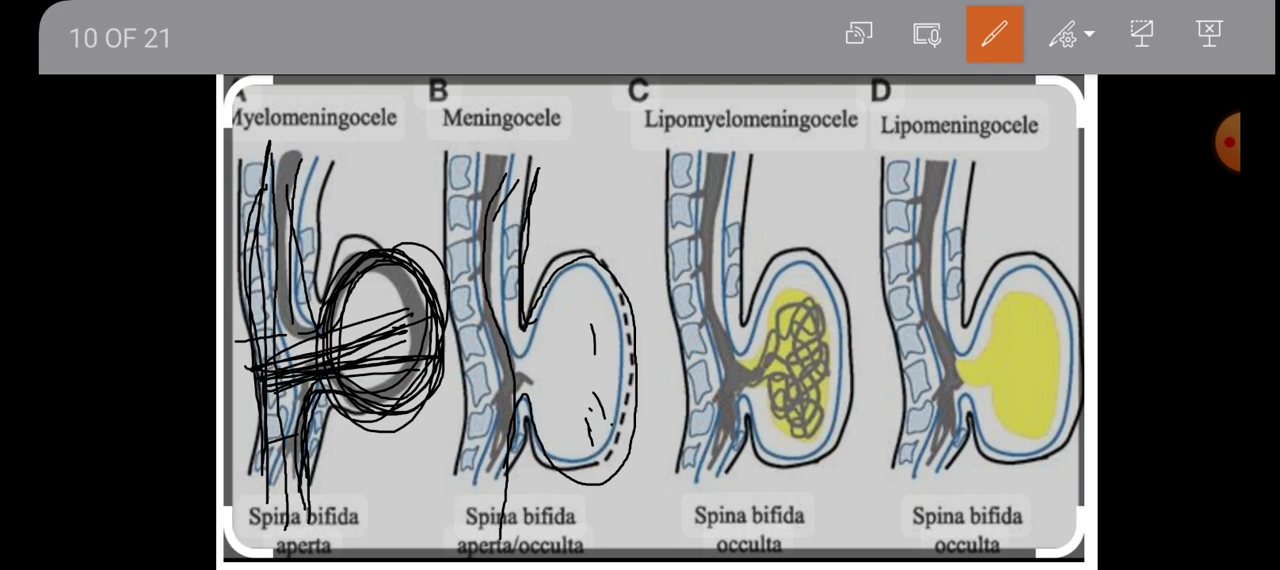 10 OF 21
A B C D
Myelomeningocele Meningocele Lipomyelomeningocele Lipomeningocele
Spina bifida Spina bifida Spina bifida Spina bifida
aperta aperta/occulta occulta occulta